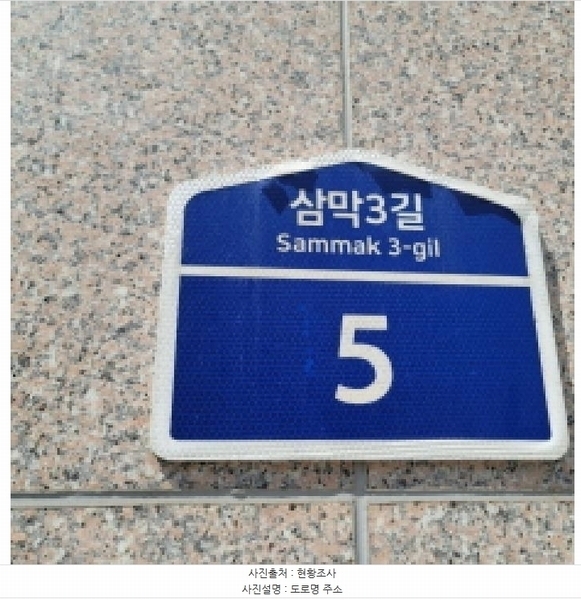 삼막3길
Sammak 3-gil
5
사진출처 : 현황조사
사진설명 : 도로명 주소